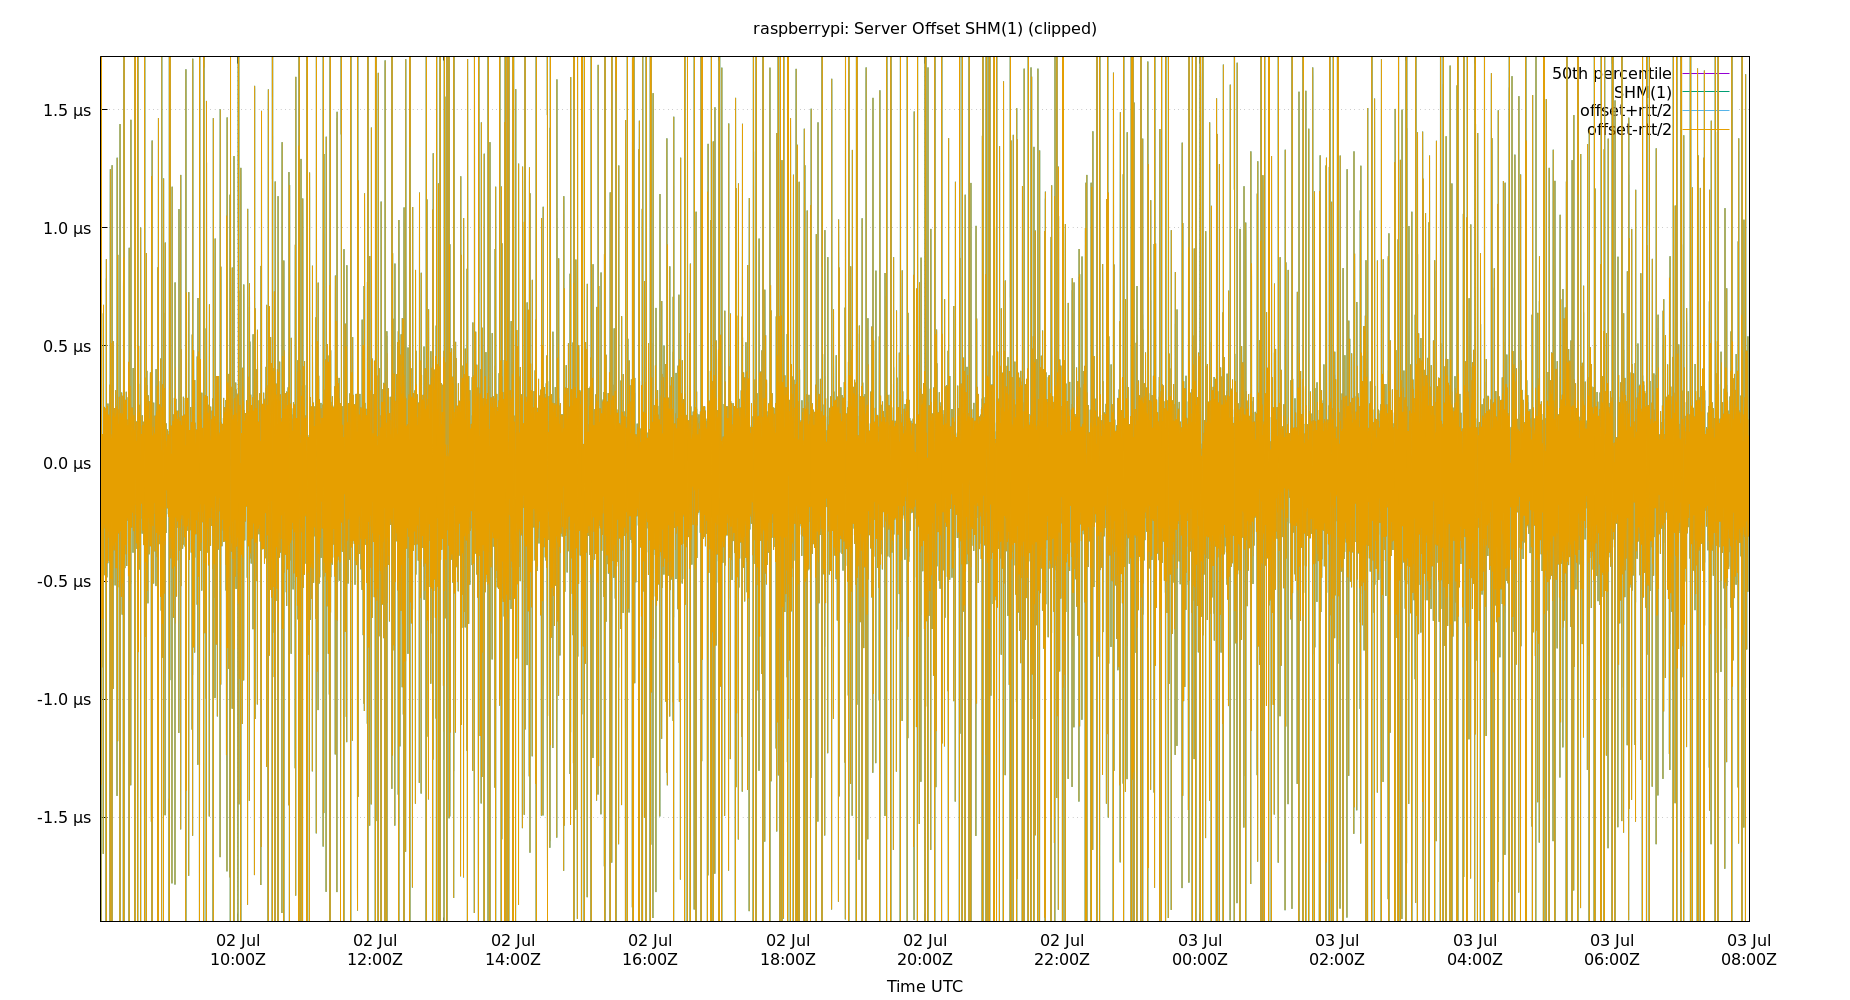 raspberrypi: Server Offset SHM(1) (clipped)
50th percentile
SHM(1)
offset+rtt/2
offset-rtt/2
1.5 µs
1.0 µs
0.5 µs
0.0 µs
-0.5 µs
-1.0 µs
-1.5 µs
02 Jul 02 Jul 02 Jul 02 Jul 02 Jul 02 Jul 02 Jul 03 Jul 03 Jul 03 Jul 03 Jul 03 Jul
10:00Z 12:00Z 14:00Z 16:00Z 18:00Z 20:00Z 22:00Z 00:00Z 02:00Z 04:00Z 06:00Z 08:00Z
Time UTC